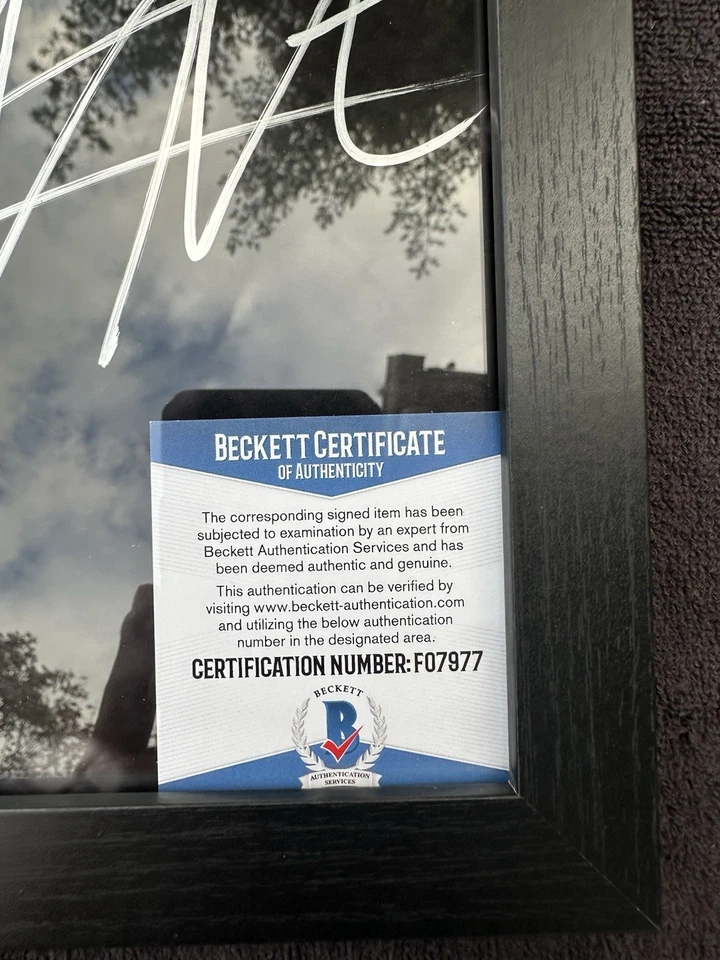 BECKETT CERTIFICATE
OF AUTHENTICITY
The corresponding signed item has been
subjected to examination by an expert from
Beckett Authentication Services and has
been deemed authentic and genuine.
This authentication can be verified by
visiting www.beckett-authentication.com
and utilizing the below authentication
number in the designated area.
CERTIFICATION NUMBER: F07977
BECKETT
B
AUTHENTICATION
SERVICES